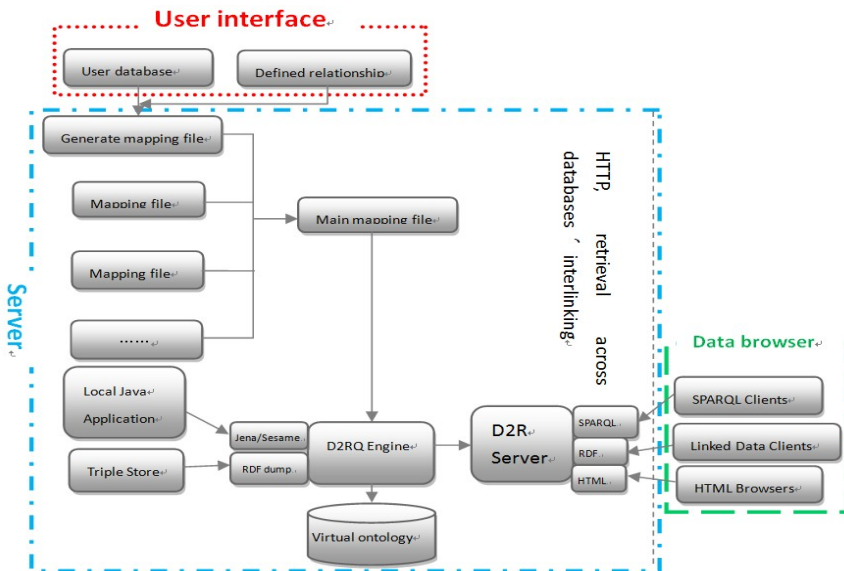 User interface
User database
Defined relationship
Generate mapping file
Mapping file
Main mapping file
Mapping file
……
HTTP, retrieval across
databases、interlinking
Server
Data browser
Local Java
Application
SPARQL Clients
Jena/Sesame
D2RQ Engine
D2R
Server
SPARQL
RDF
HTML
Linked Data Clients
Triple Store
RDF dump
HTML Browsers
Virtual ontology